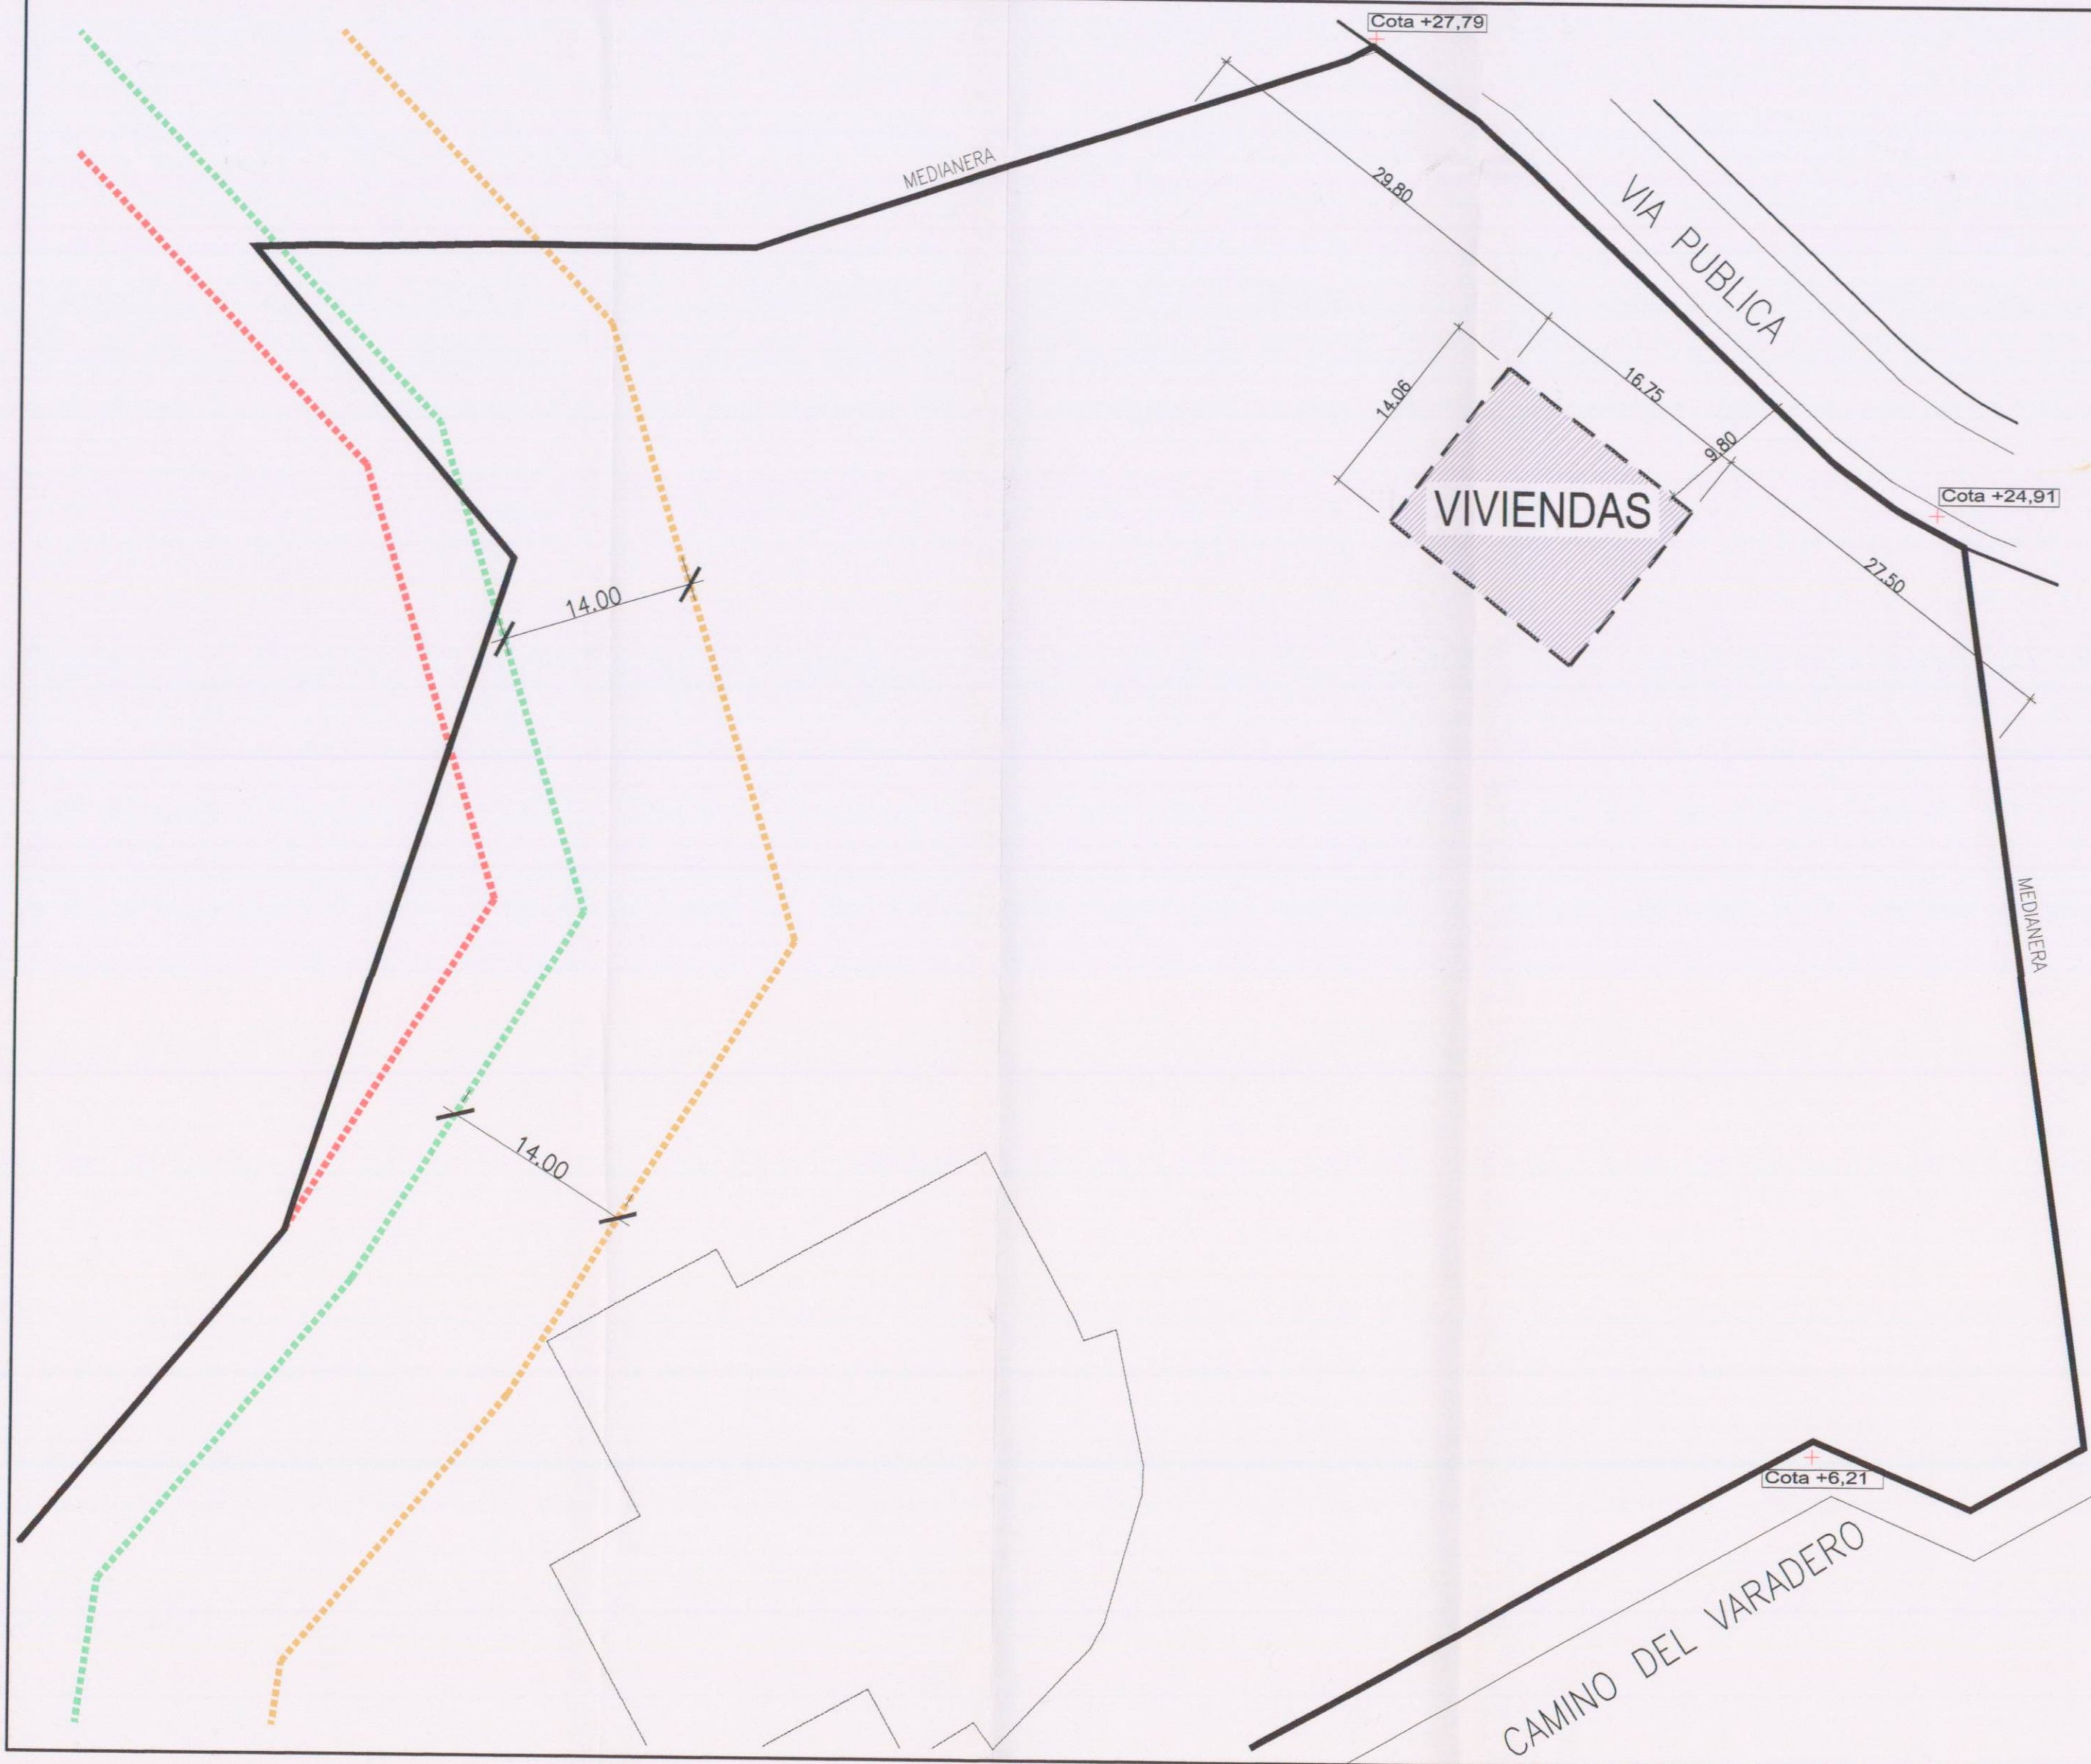 Cota +27,79
MEDIANERA
29.80
VIA PUBLICA
14.06
16.75
9.80
VIVIENDAS
Cota +24,91
27.50
14.00
MEDIANERA
14.00
Cota +6,21
CAMINO DEL VARADERO